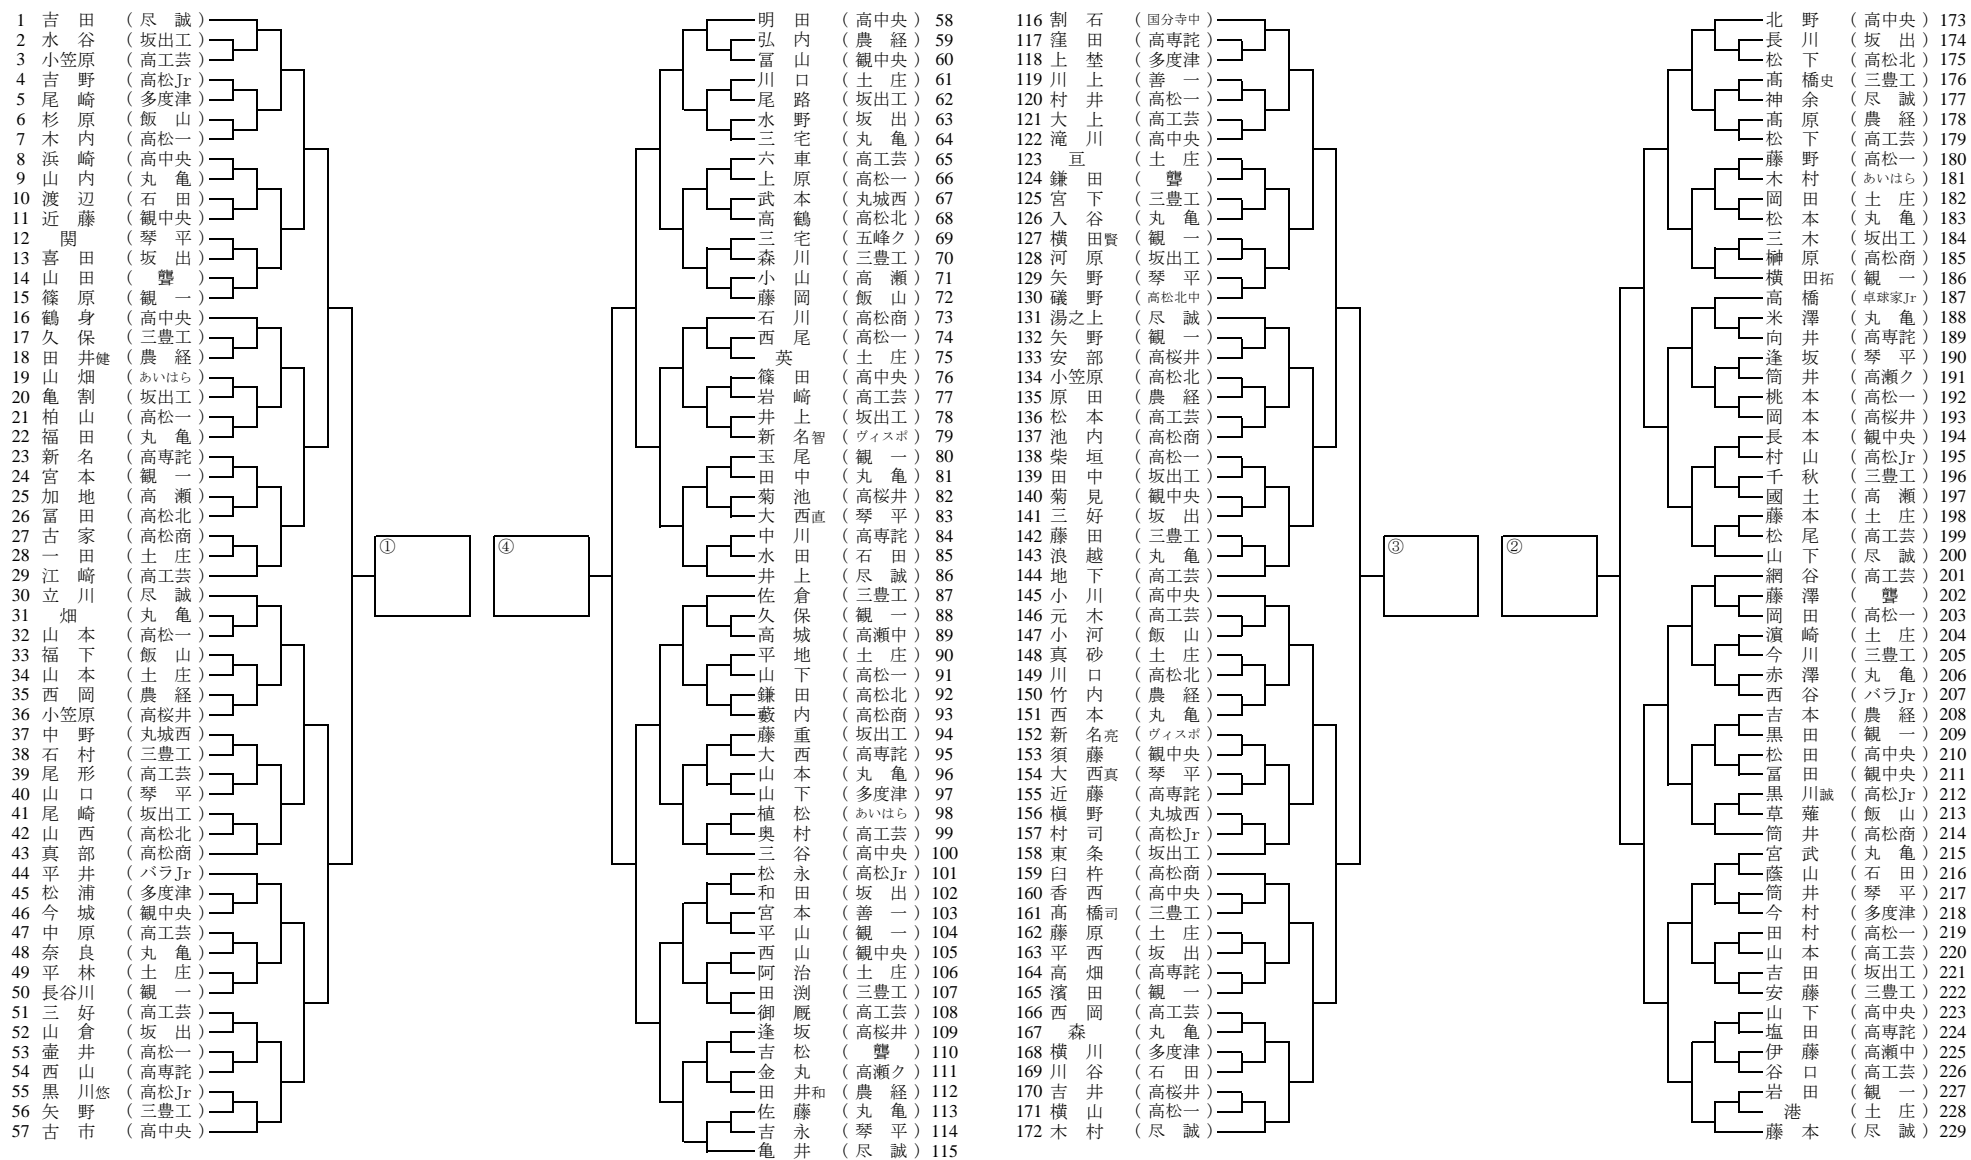 1 吉田 (尽誠)
2 水谷 (坂出工)
3 小笠原 (高工芸)
4 吉野 (高松Jr)
5 尾崎 (多度津)
6 杉原 (飯山)
7 木内 (高松一)
8 浜崎 (高中央)
9 山内 (丸亀)
10 渡辺 (石田)
11 近藤 (観中央)
12 関 (琴平)
13 喜田 (坂出)
14 山田 (聾)
15 篠原 (観一)
16 鶴身 (高中央)
17 久保 (三豊工)
18 田井健 (農経)
19 山畑 (あいはら)
20 亀割 (坂出工)
21 柏山 (高松一)
22 福田 (丸亀)
23 新名 (高専詫)
24 宮本 (観一)
25 加地 (高瀬)
26 冨田 (高松北)
27 古家 (高松商)
28 一田 (土庄)
29 江﨑 (高工芸)
30 立川 (尽誠)
31 畑 (丸亀)
32 山本 (高松一)
33 福下 (飯山)
34 山本 (土庄)
35 西岡 (農経)
36 小笠原 (高桜井)
37 中野 (丸城西)
38 石村 (三豊工)
39 尾形 (高工芸)
40 山口 (琴平)
41 尾崎 (坂出工)
42 山西 (高松北)
43 真部 (高松商)
44 平井 (バラJr)
45 松浦 (多度津)
46 今城 (観中央)
47 中原 (高工芸)
48 奈良 (丸亀)
49 平林 (土庄)
50 長谷川 (観一)
51 三好 (高工芸)
52 山倉 (坂出)
53 壷井 (高松一)
54 西山 (高専詫)
55 黒川悠 (高松Jr)
56 矢野 (三豊工)
57 古市 (高中央)
①
④
明田 (高中央) 58
弘内 (農経) 59
冨山 (観中央) 60
川口 (土庄) 61
尾路 (坂出工) 62
水野 (坂出) 63
三宅 (丸亀) 64
六車 (高工芸) 65
上原 (高松一) 66
武本 (丸城西) 67
高鶴 (高松北) 68
三宅 (五峰ク) 69
森川 (三豊工) 70
小山 (高瀬) 71
藤岡 (飯山) 72
石川 (高松商) 73
西尾 (高松一) 74
英 (土庄) 75
篠田 (高中央) 76
岩﨑 (高工芸) 77
井上 (坂出工) 78
新名智 (ヴィスポ) 79
玉尾 (観一) 80
田中 (丸亀) 81
菊池 (高桜井) 82
大西直 (琴平) 83
中川 (高専詫) 84
水田 (石田) 85
井上 (尽誠) 86
佐倉 (三豊工) 87
久保 (観一) 88
高城 (高瀬中) 89
平地 (土庄) 90
山下 (高松一) 91
鎌田 (高松北) 92
藪内 (高松商) 93
藤重 (坂出工) 94
大西 (高専詫) 95
山本 (丸亀) 96
山下 (多度津) 97
植松 (あいはら) 98
奥村 (高工芸) 99
三谷 (高中央) 100
松永 (高松Jr) 101
和田 (坂出) 102
宮本 (善一) 103
平山 (観一) 104
西山 (観中央) 105
阿治 (土庄) 106
田渕 (三豊工) 107
御厩 (高工芸) 108
逢坂 (高桜井) 109
吉松 (聾) 110
金丸 (高瀬ク) 111
田井和 (農経) 112
佐藤 (丸亀) 113
吉永 (琴平) 114
亀井 (尽誠) 115
116 割石 (国分寺中)
117 窪田 (高専詫)
118 上埜 (多度津)
119 川上 (善一)
120 村井 (高松一)
121 大上 (高工芸)
122 滝川 (高中央)
123 亘 (土庄)
124 鎌田 (聾)
125 宮下 (三豊工)
126 入谷 (丸亀)
127 横田賢 (観一)
128 河原 (坂出工)
129 矢野 (琴平)
130 礒野 (高松北中)
131 湯之上 (尽誠)
132 矢野 (観一)
133 安部 (高桜井)
134 小笠原 (高松北)
135 原田 (農経)
136 松本 (高工芸)
137 池内 (高松商)
138 柴垣 (高松一)
139 田中 (坂出工)
140 菊見 (観中央)
141 三好 (坂出)
142 藤田 (三豊工)
143 浪越 (丸亀)
144 地下 (高工芸)
145 小川 (高中央)
146 元木 (高工芸)
147 小河 (飯山)
148 真砂 (土庄)
149 川口 (高松北)
150 竹内 (農経)
151 西本 (丸亀)
152 新名亮 (ヴィスポ)
153 須藤 (観中央)
154 大西真 (琴平)
155 近藤 (高専詫)
156 槇野 (丸城西)
157 村司 (高松Jr)
158 東条 (坂出工)
159 臼杵 (高松商)
160 香西 (高中央)
161 髙橋司 (三豊工)
162 藤原 (土庄)
163 平西 (坂出)
164 高畑 (高専詫)
165 濱田 (観一)
166 西岡 (高工芸)
167 森 (丸亀)
168 横川 (多度津)
169 川谷 (石田)
170 吉井 (高桜井)
171 横山 (高松一)
172 木村 (尽誠)
③
②
北野 (高中央) 173
長川 (坂出) 174
松下 (高松北) 175
髙橋史 (三豊工) 176
神余 (尽誠) 177
髙原 (農経) 178
松下 (高工芸) 179
藤野 (高松一) 180
木村 (あいはら) 181
岡田 (土庄) 182
松本 (丸亀) 183
三木 (坂出工) 184
榊原 (高松商) 185
横田拓 (観一) 186
高橋 (卓球家Jr) 187
米澤 (丸亀) 188
向井 (高専詫) 189
逢坂 (琴平) 190
筒井 (高瀬ク) 191
桃本 (高松一) 192
岡本 (高桜井) 193
長本 (観中央) 194
村山 (高松Jr) 195
千秋 (三豊工) 196
國土 (高瀬) 197
藤本 (土庄) 198
松尾 (高工芸) 199
山下 (尽誠) 200
網谷 (高工芸) 201
藤澤 (聾) 202
岡田 (高松一) 203
濵崎 (土庄) 204
今川 (三豊工) 205
赤澤 (丸亀) 206
西谷 (バラJr) 207
吉本 (農経) 208
黒田 (観一) 209
松田 (高中央) 210
冨田 (観中央) 211
黒川誠 (高松Jr) 212
草薙 (飯山) 213
筒井 (高松商) 214
宮武 (丸亀) 215
蔭山 (石田) 216
筒井 (琴平) 217
今村 (多度津) 218
田村 (高松一) 219
山本 (高工芸) 220
吉田 (坂出工) 221
安藤 (三豊工) 222
山下 (高中央) 223
塩田 (高専詫) 224
伊藤 (高瀬中) 225
谷口 (高工芸) 226
岩田 (観一) 227
港 (土庄) 228
藤本 (尽誠) 229